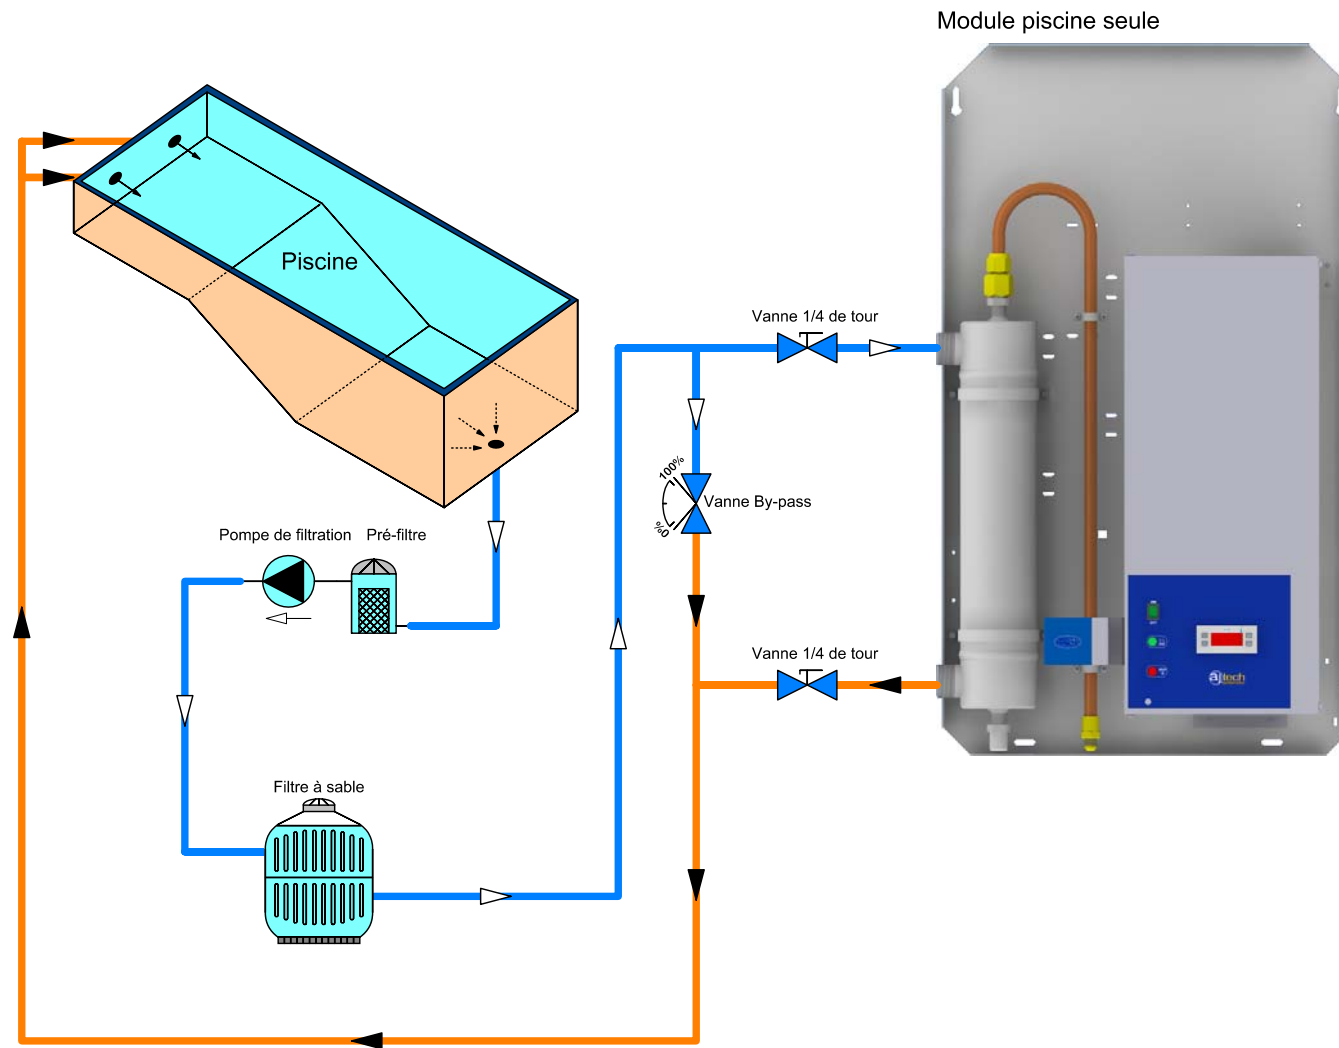 Module piscine seule
Piscine
Vanne 1/4 de tour
100%
Vanne By-pass
0%
Pompe de filtration
Pré-filtre
Vanne 1/4 de tour
ajtech
Filtre à sable